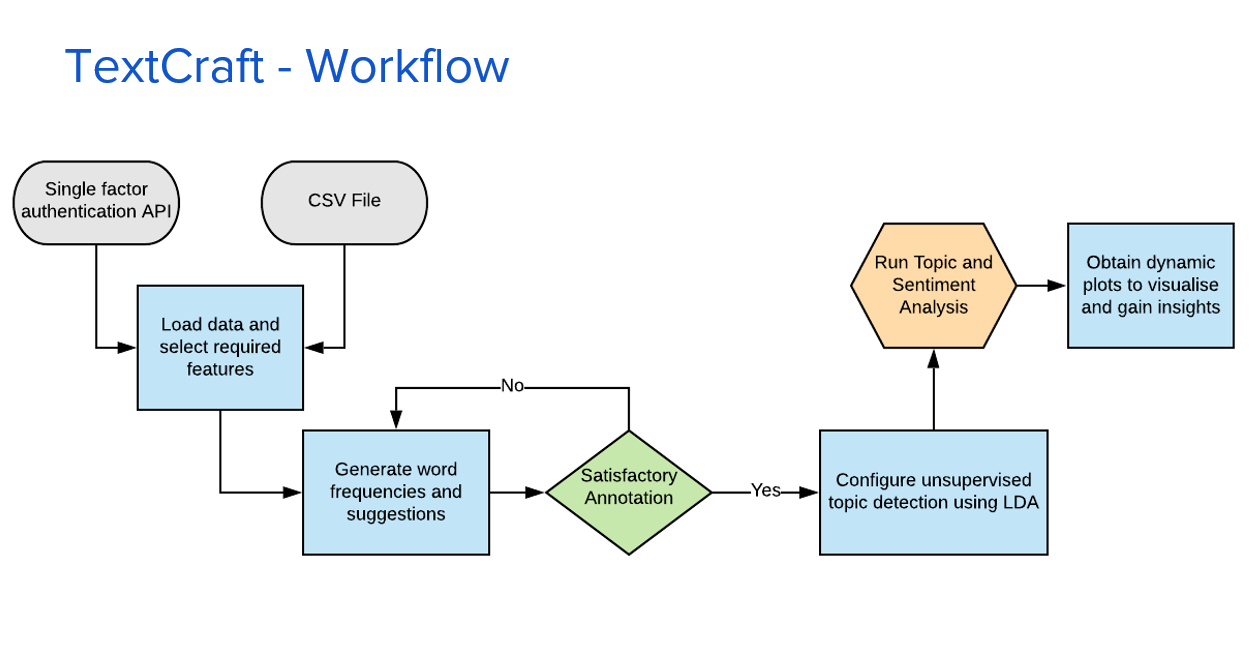 TextCraft - Workflow
Single factor
authentication API
CSV File
Load data and
select required
features
No
Generate word
frequencies and
suggestions
Satisfactory
Annotation
Yes
Configure unsupervised
topic detection using LDA
Run Topic and
Sentiment
Analysis
Obtain dynamic
plots to visualise
and gain insights